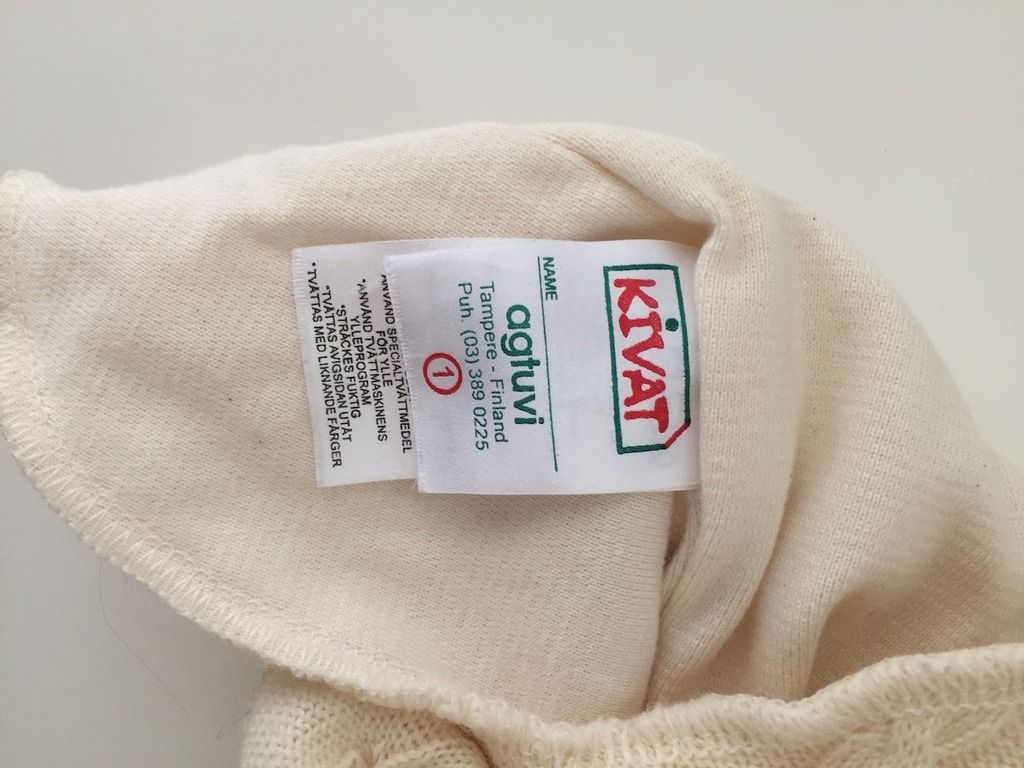 KiVAT
NAME
agtuvi
Tampere - Finland
Puh. (03) 389 0225
1
ANVÄND SPECIALTVÄTTMEDEL
FÖR YLLE
*ANVÄND TVÄTTMASKINENS
YLLEPROGRAM
*STRÄCKES FUKTIG
*TVÄTTAS AVIGSIDAN UTÅT
*TVÄTTAS MED LIKNANDE FÄRGER